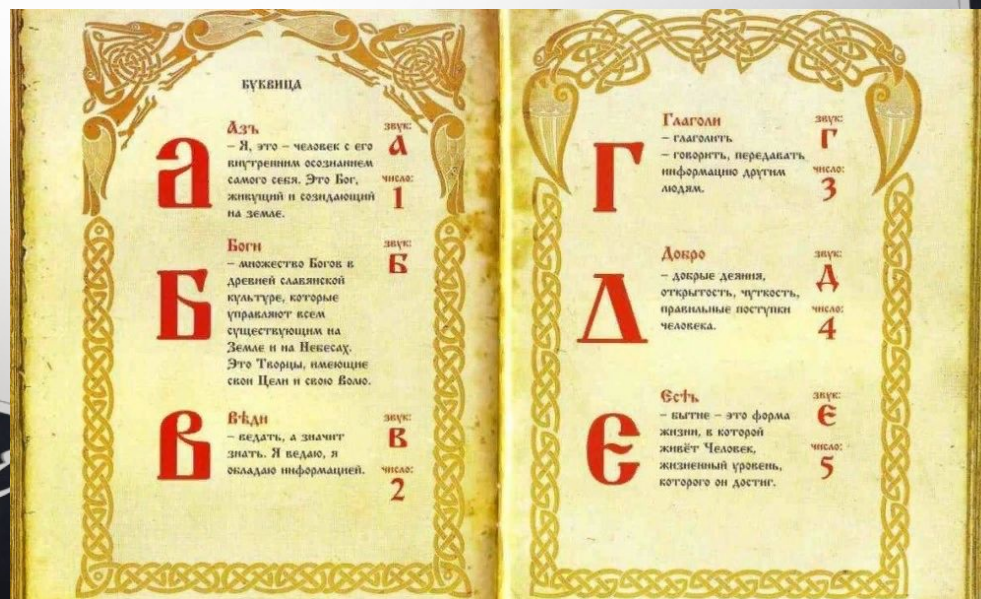 БУКВИЦА
а
Азъ
– Я, это – человек с его
внутренним осознанием
самого себя. Это Бог,
живущий и созидающий
на земле.
звук:
А
число:
1
Б
Боги
– множество Богов в
древней славянской
культуре, которые
управляют всем
существующим на
Земле и на Небесах.
Это Творцы, имеющие
свои Цели и свою Волю.
звук:
Б
В
Вѣди
– ведать, а значит
знать. Я ведаю, я
обладаю информацией.
звук:
В
число:
2
Г
Глаголи
– глаголить
– говорить, передавать
информацию другим
людям.
звук:
Г
число:
3
Д
Добро
– добрые деяния,
открытость, чуткость,
правильные поступки
человека.
звук:
Д
число:
4
Є
Єсть
– бытие – это форма
жизни, в которой
живёт Человек,
жизненный уровень,
которого он достиг.
звук:
Є
число:
5